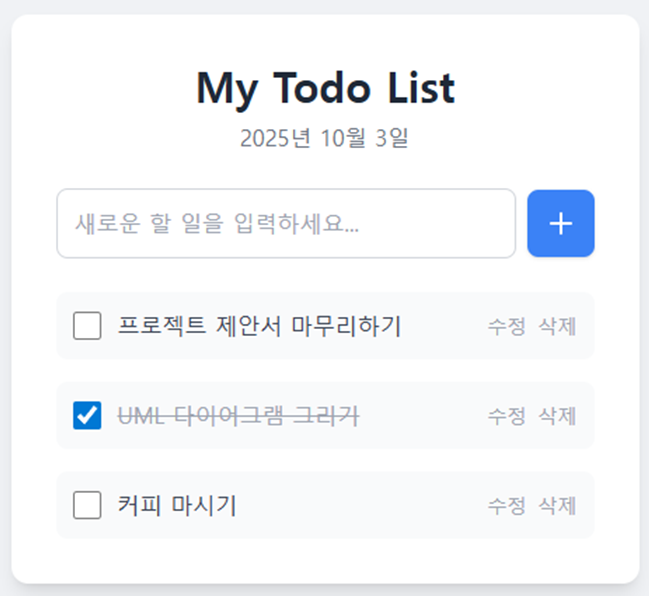 My Todo List
2025년 10월 3일
새로운 할 일을 입력하세요...
프로젝트 제안서 마무리하기 수정 삭제
UML 다이어그램 그리기 수정 삭제
커피 마시기 수정 삭제